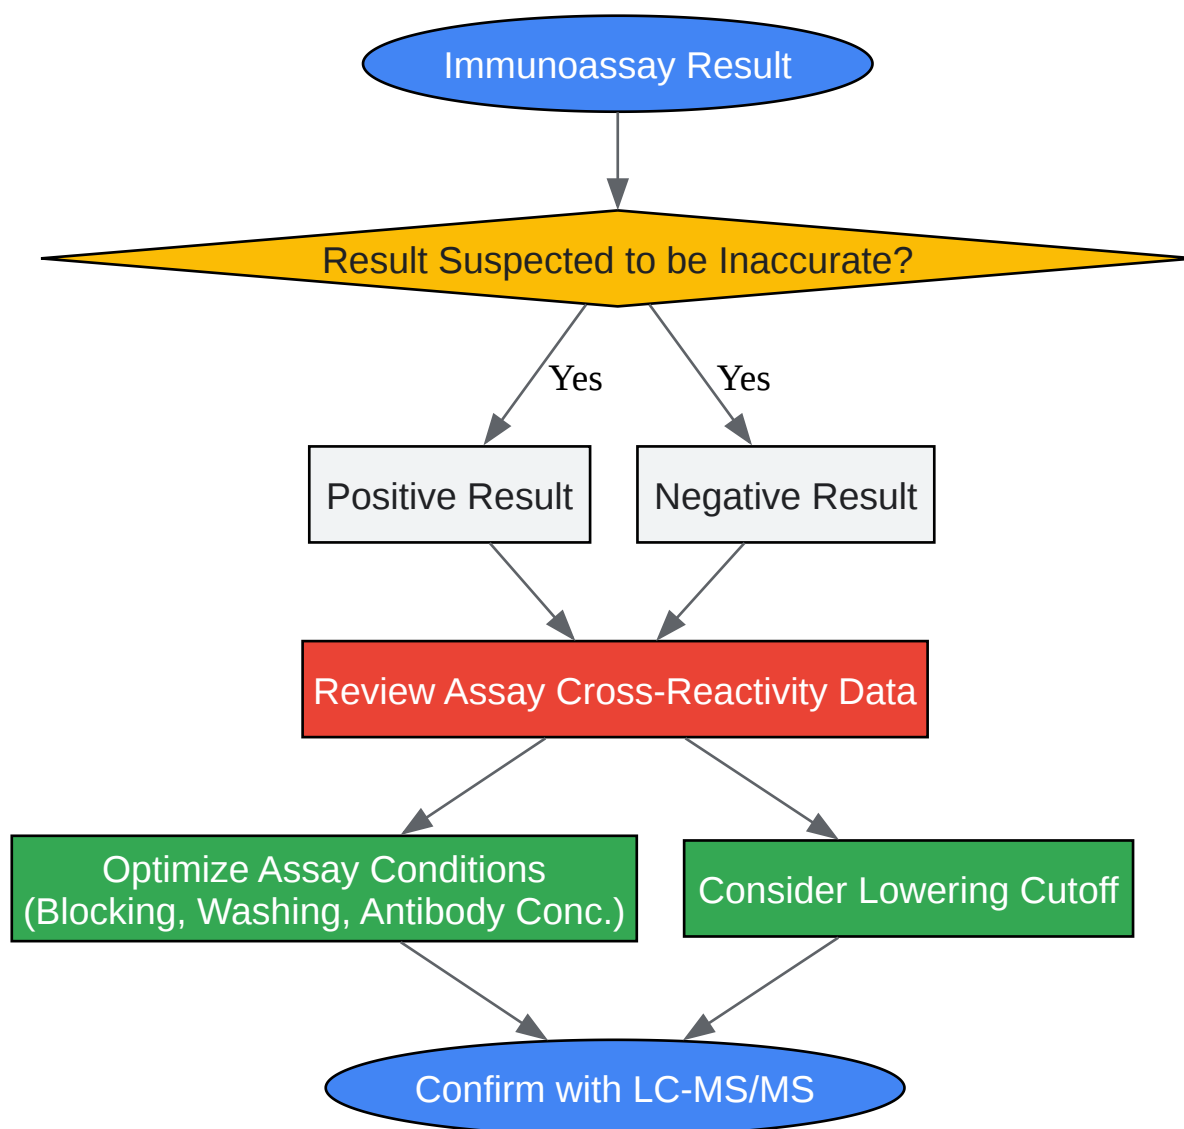 Immunoassay Result
Result Suspected to be Inaccurate?
Yes
Yes
Positive Result
Negative Result
Review Assay Cross-Reactivity Data
Optimize Assay Conditions
(Blocking, Washing, Antibody Conc.)
Consider Lowering Cutoff
Confirm with LC-MS/MS